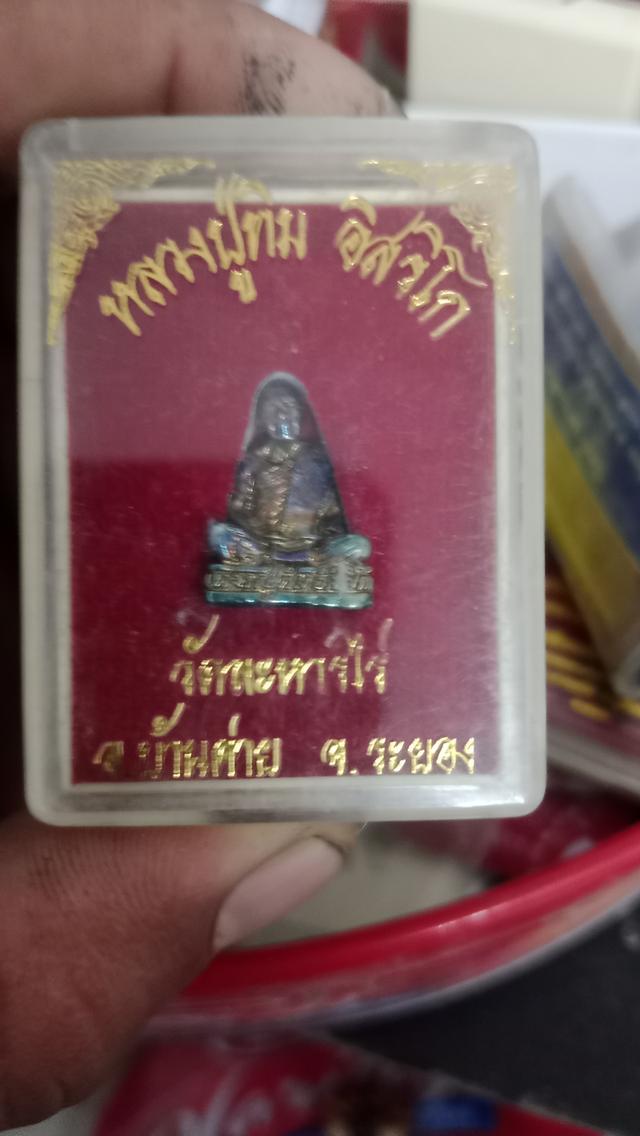 หลวงปู่ทิม อิสริโก
วัดละหารไร่
อ.บ้านค่าย จ.ระยอง